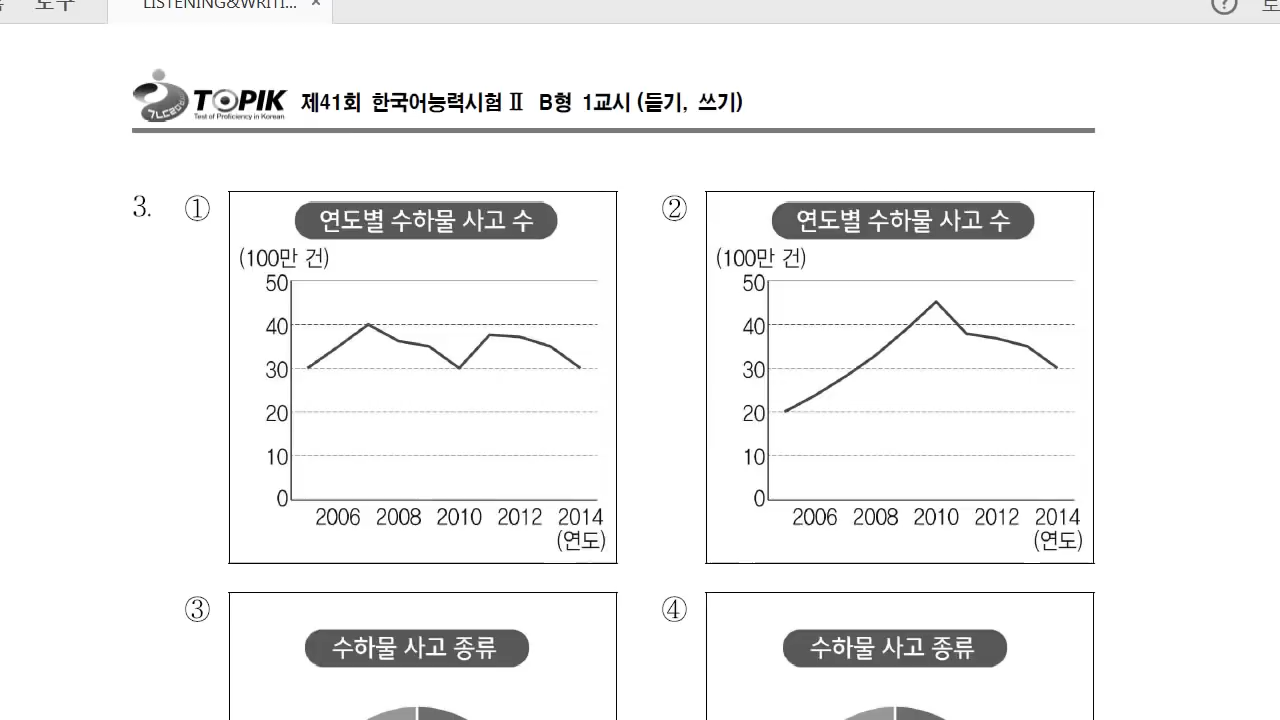 도구
LISTENING&WRITI... ×
?
TOPIK 제41회 한국어능력시험Ⅱ B형 1교시 (듣기, 쓰기)
Test of Proficiency in Korean
3. ① ②
연도별 수하물 사고 수
(100만 건)
50
40
30
20
10
0
2006 2008 2010 2012 2014
(연도)
연도별 수하물 사고 수
(100만 건)
50
40
30
20
10
0
2006 2008 2010 2012 2014
(연도)
③ ④
수하물 사고 종류
수하물 사고 종류